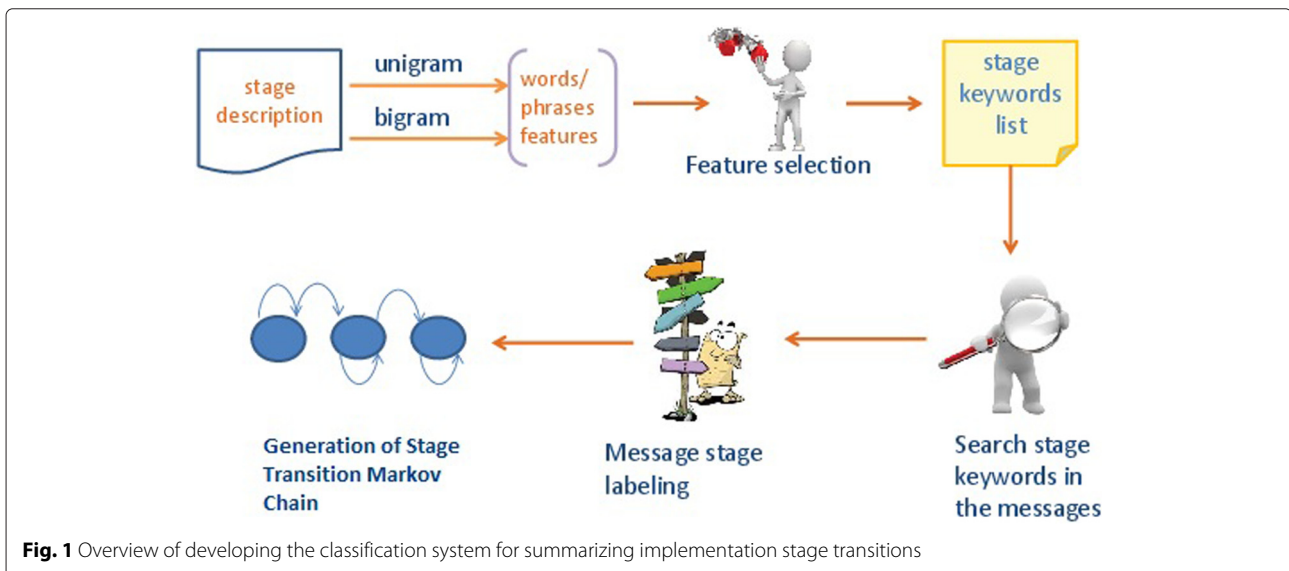 stage
description
unigram
bigram
words/
phrases
features
Feature selection
stage
keywords
list
Search stage
keywords in
the messages
Message stage
labeling
Generation of Stage
Transition Markov
Chain
Fig. 1 Overview of developing the classification system for summarizing implementation stage transitions